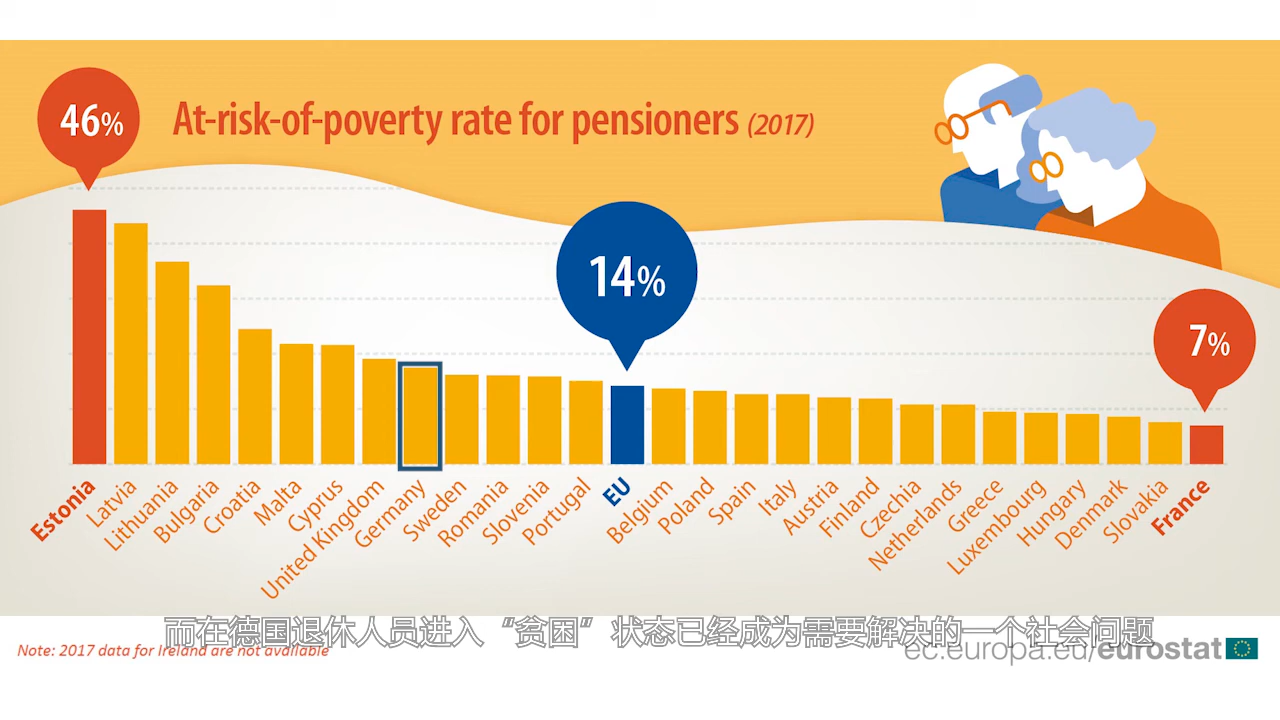 46%
At-risk-of-poverty rate for pensioners (2017)
14%
7%
Estonia
Latvia
Lithuania
Bulgaria
Croatia
Malta
Cyprus
United Kingdom
Germany
Sweden
Romania
Slovenia
Portugal
EU
Belgium
Poland
Spain
Italy
Austria
Finland
Czechia
Netherlands
Greece
Luxembourg
Hungary
Denmark
Slovakia
France
而在德国退休人员进入“贫困”状态已经成为需要解决的一个社会问题
Note: 2017 data for Ireland are not available
ec.europa.eu/eurostat